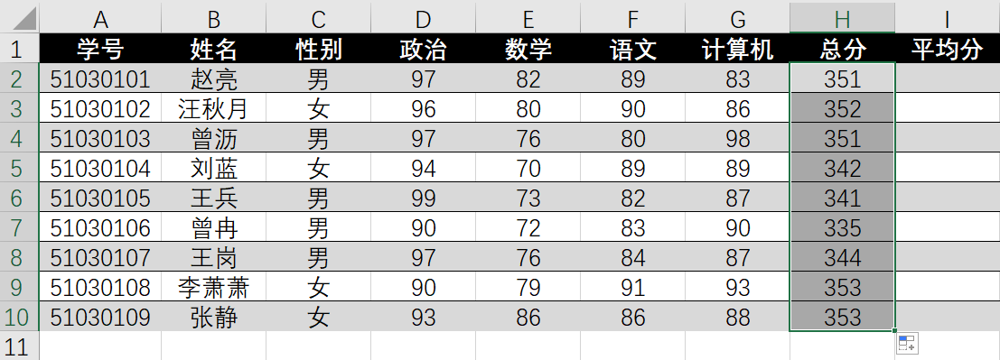 A B C D E F G H I
1 学号 姓名 性别 政治 数学 语文 计算机 总分 平均分
2 51030101 赵亮 男 97 82 89 83 351
3 51030102 汪秋月 女 96 80 90 86 352
4 51030103 曾沥 男 97 76 80 98 351
5 51030104 刘蓝 女 94 70 89 89 342
6 51030105 王兵 男 99 73 82 87 341
7 51030106 曾冉 男 90 72 83 90 335
8 51030107 王岗 男 97 76 84 87 344
9 51030108 李萧萧 女 90 79 91 93 353
10 51030109 张静 女 93 86 86 88 353
11